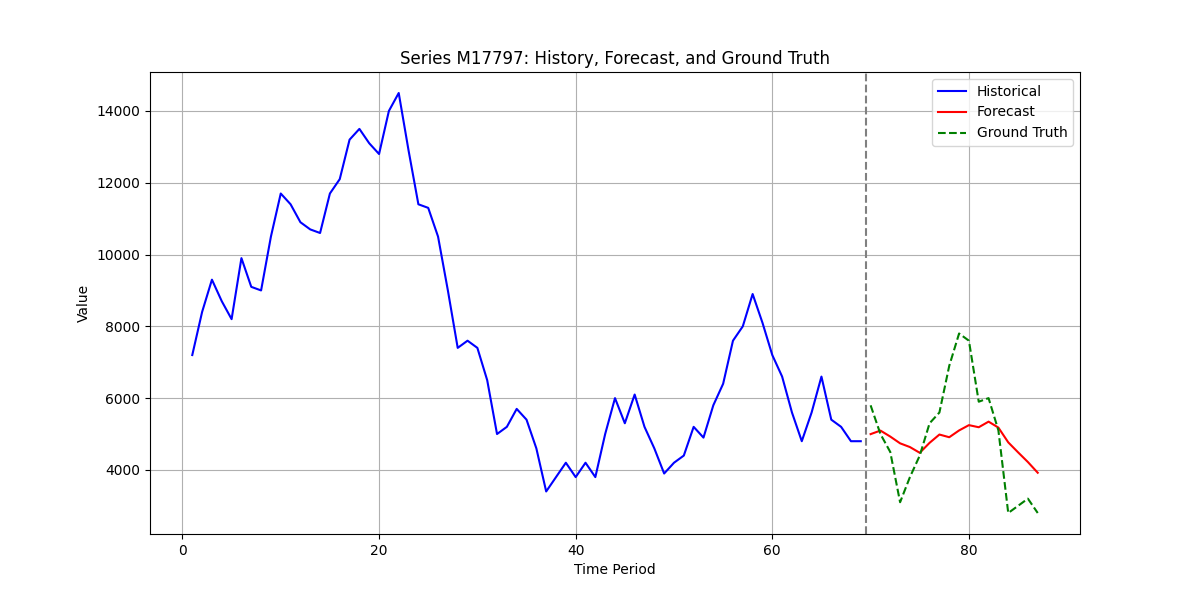 Series M17797: History, Forecast, and Ground Truth
Historical
Forecast
Ground Truth
Value
14000
12000
10000
8000
6000
4000
0 20 40 60 80
Time Period